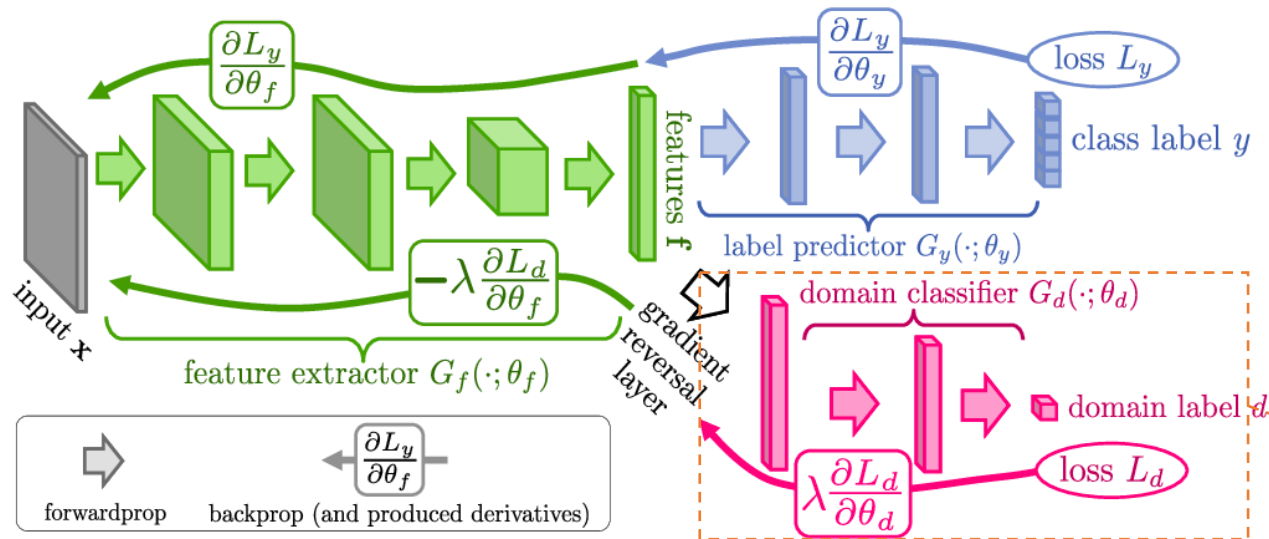 ∂L_y/∂θ_f
∂L_y/∂θ_y
loss L_y
features f
class label y
label predictor G_y(·; θ_y)
input x
−λ ∂L_d/∂θ_f
feature extractor G_f(·; θ_f)
gradient
reversal
layer
domain classifier G_d(·; θ_d)
domain label d
λ ∂L_d/∂θ_d
loss L_d
∂L_y/∂θ_f
forwardprop
backprop (and produced derivatives)